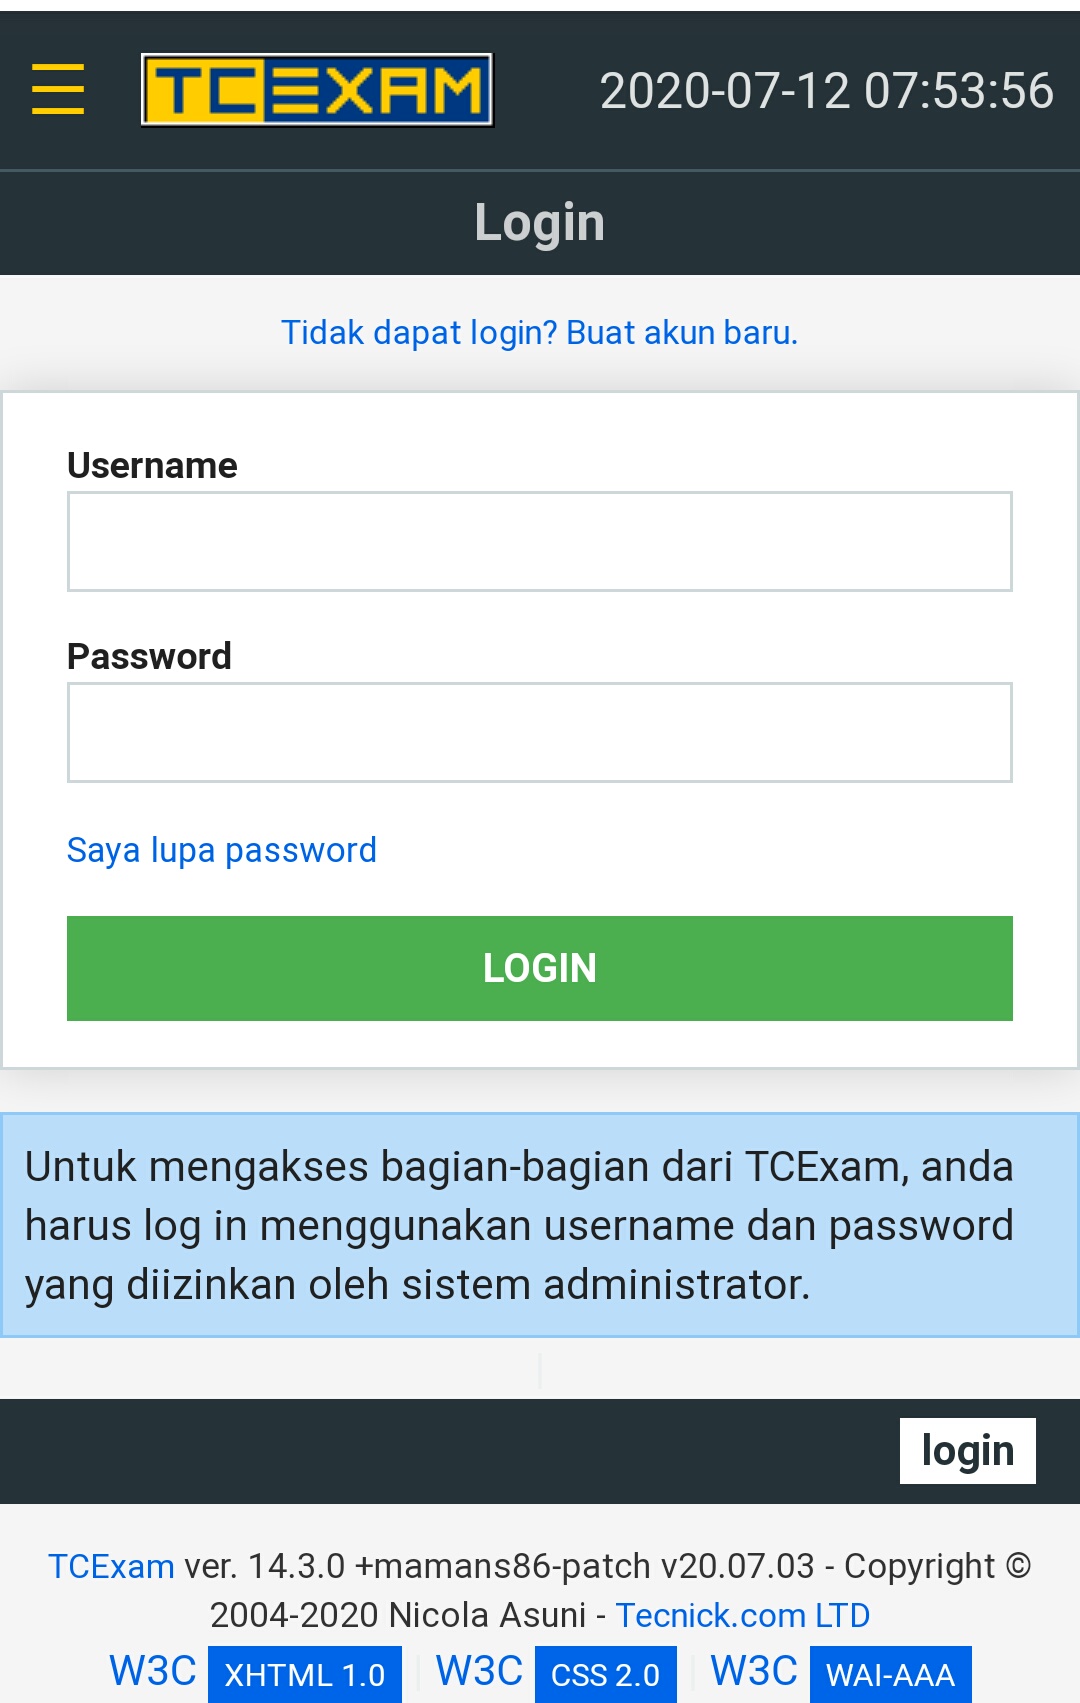 TCEXAM
2020-07-12 07:53:56
Login
Tidak dapat login? Buat akun baru.
Username
Password
Saya lupa password
LOGIN
Untuk mengakses bagian-bagian dari TCExam, anda
harus log in menggunakan username dan password
yang diizinkan oleh sistem administrator.
login
TCExam ver. 14.3.0 +mamans86-patch v20.07.03 - Copyright ©
2004-2020 Nicola Asuni - Tecnick.com LTD
W3C XHTML 1.0 | W3C CSS 2.0 | W3C WAI-AAA